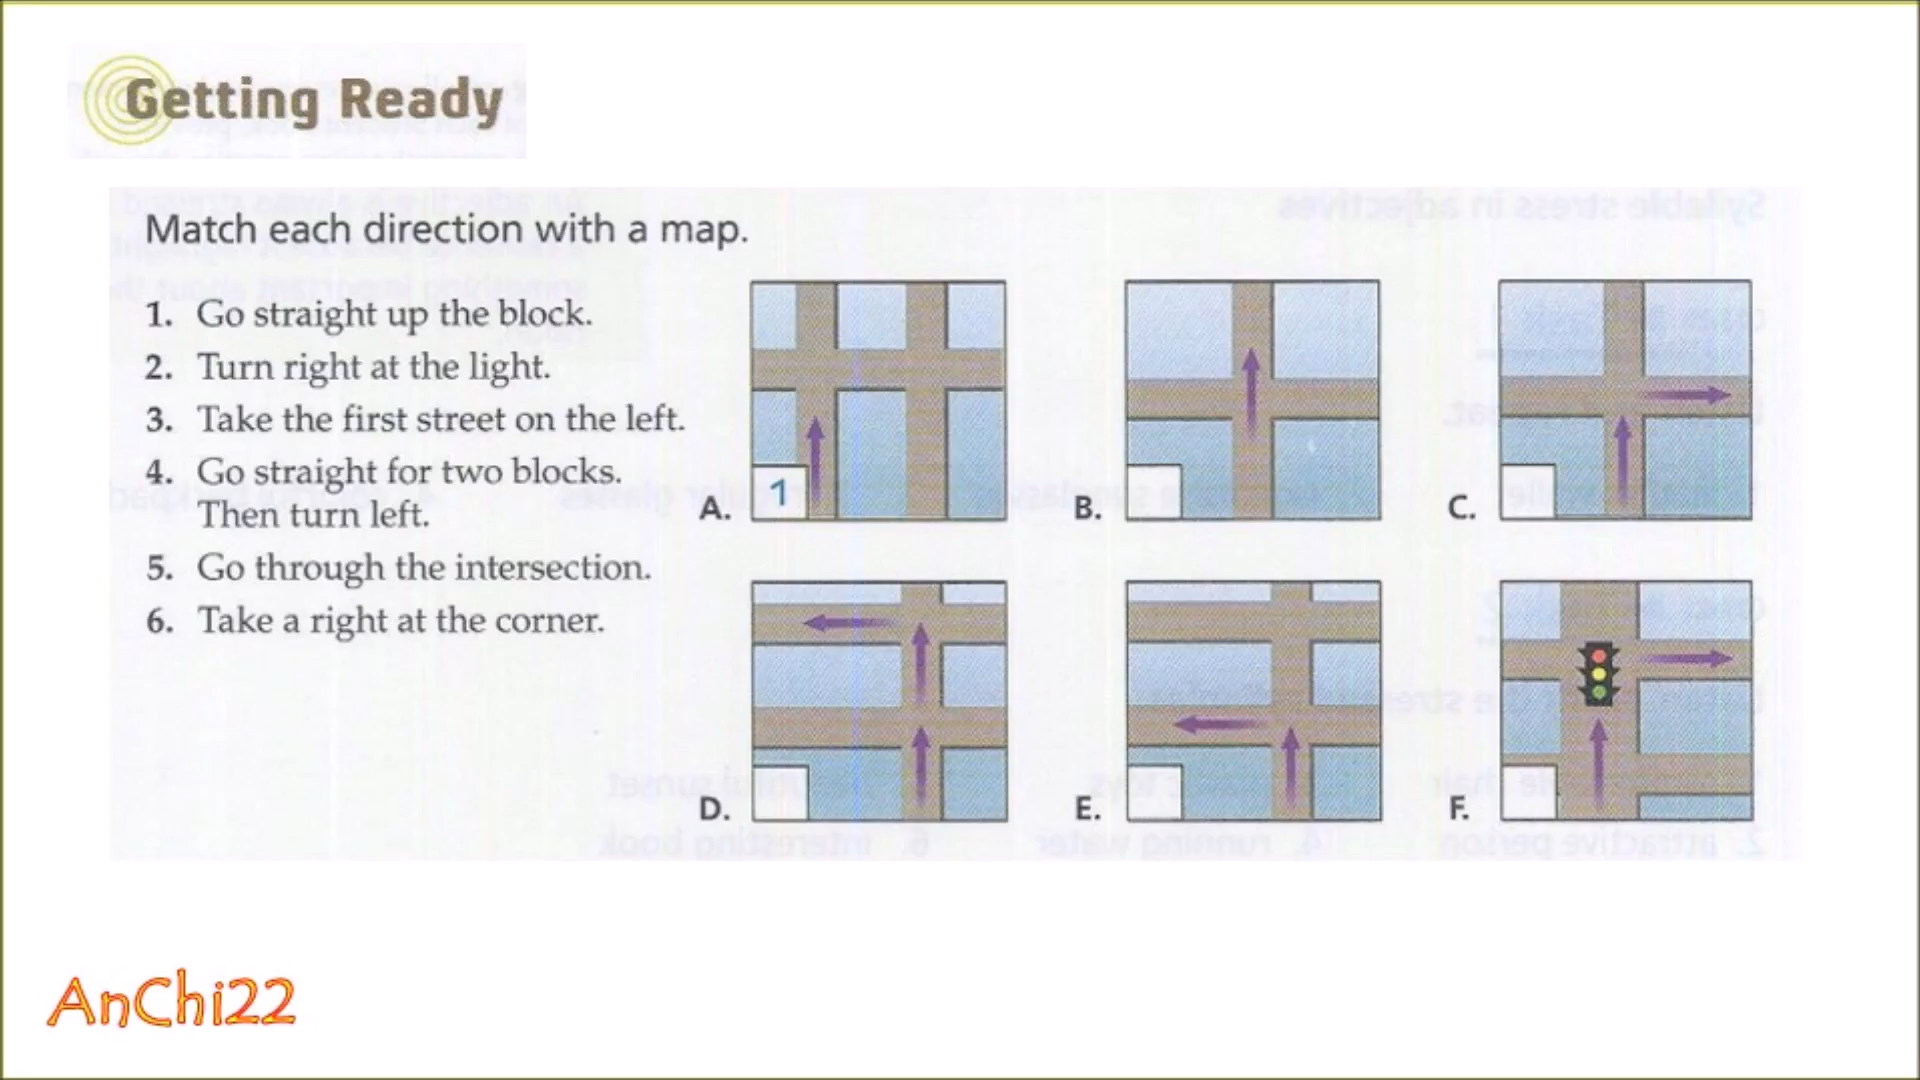 Getting Ready
Match each direction with a map.
1. Go straight up the block.
2. Turn right at the light.
3. Take the first street on the left.
4. Go straight for two blocks.
Then turn left.
5. Go through the intersection.
6. Take a right at the corner.
A.
1
B.
C.
D.
E.
F.
AnChi22